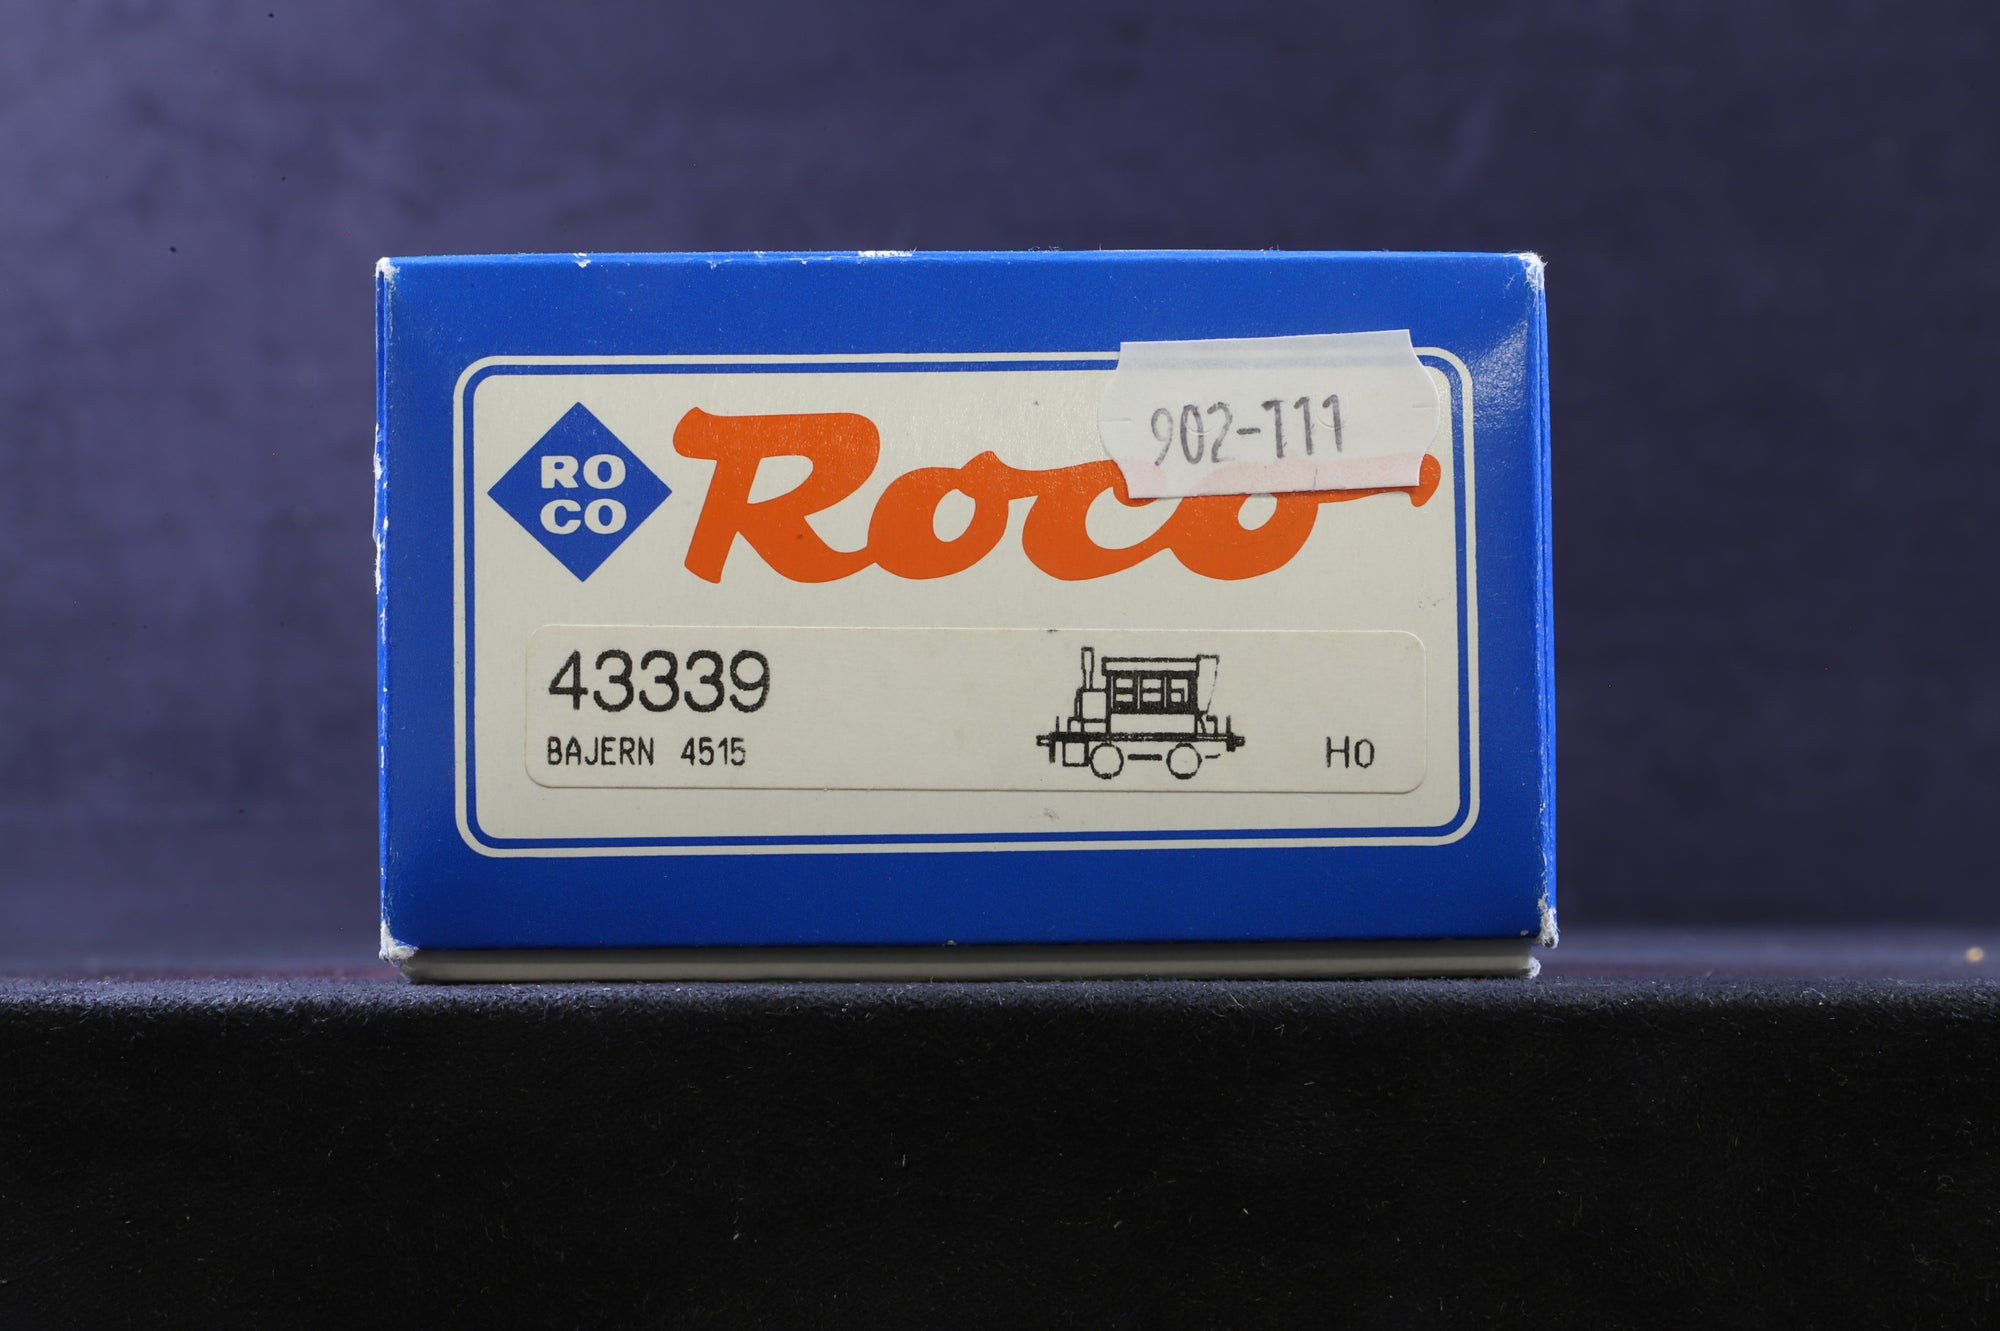 RO
CO
Roco
902-111
43339
BAJERN 4515
HO